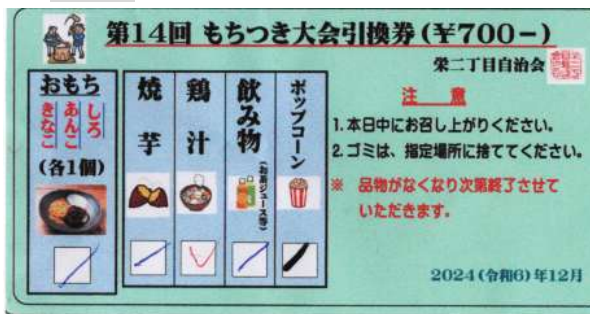 第14回 もちつき大会引換券(¥700-)
栄二丁目自治会
おもち
しろ
あんこ
きなこ
(各1個)
焼芋
鶏汁
飲み物
(お茶ジュース等)
ポップコーン
注 意
1.本日中にお召し上がりください。
2.ゴミは、指定場所に捨ててください。
※ 品物がなくなり次第終了させて
いただきます。
2024(令和6)年12月